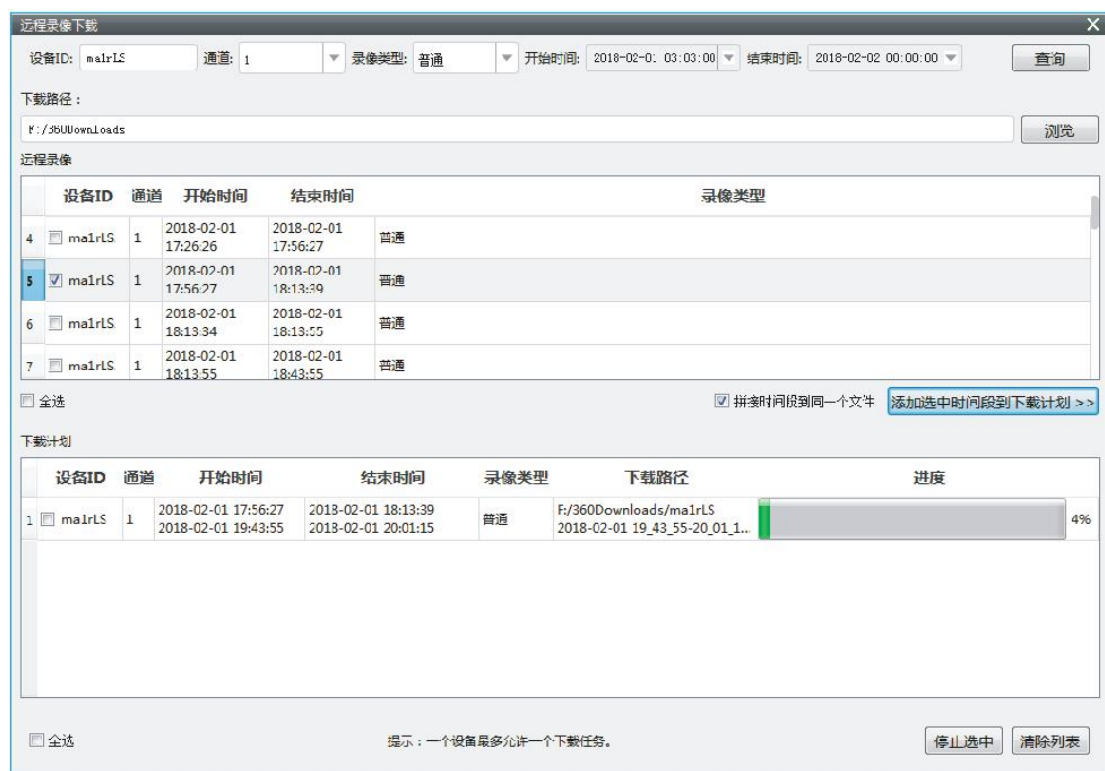 远程录像下载 X
设备ID: ma1rLS 通道: 1 录像类型: 普通 开始时间: 2018-02-01 03:03:00 结束时间: 2018-02-02 00:00:00 查询
下载路径：
F:/360Downloads 浏览
远程录像
设备ID 通道 开始时间 结束时间 录像类型
4 ma1rLS 1 2018-02-01 17:26:26 2018-02-01 17:56:27 普通
5 ma1rLS 1 2018-02-01 17:56:27 2018-02-01 18:13:39 普通
6 ma1rLS 1 2018-02-01 18:13:34 2018-02-01 18:13:55 普通
7 ma1rLS 1 2018-02-01 18:13:55 2018-02-01 18:43:55 普通
全选 拼接时间段到同一个文件 添加选中时间段到下载计划 >>
下载计划
设备ID 通道 开始时间 结束时间 录像类型 下载路径 进度
1 ma1rLS 1 2018-02-01 17:56:27 2018-02-01 18:13:39 普通 F:/360Downloads/ma1rLS 4%
2018-02-01 19:43:55 2018-02-01 20:01:15 2018-02-01 19_43_55-20_01_1...
全选 提示：一个设备最多允许一个下载任务。 停止选中 清除列表